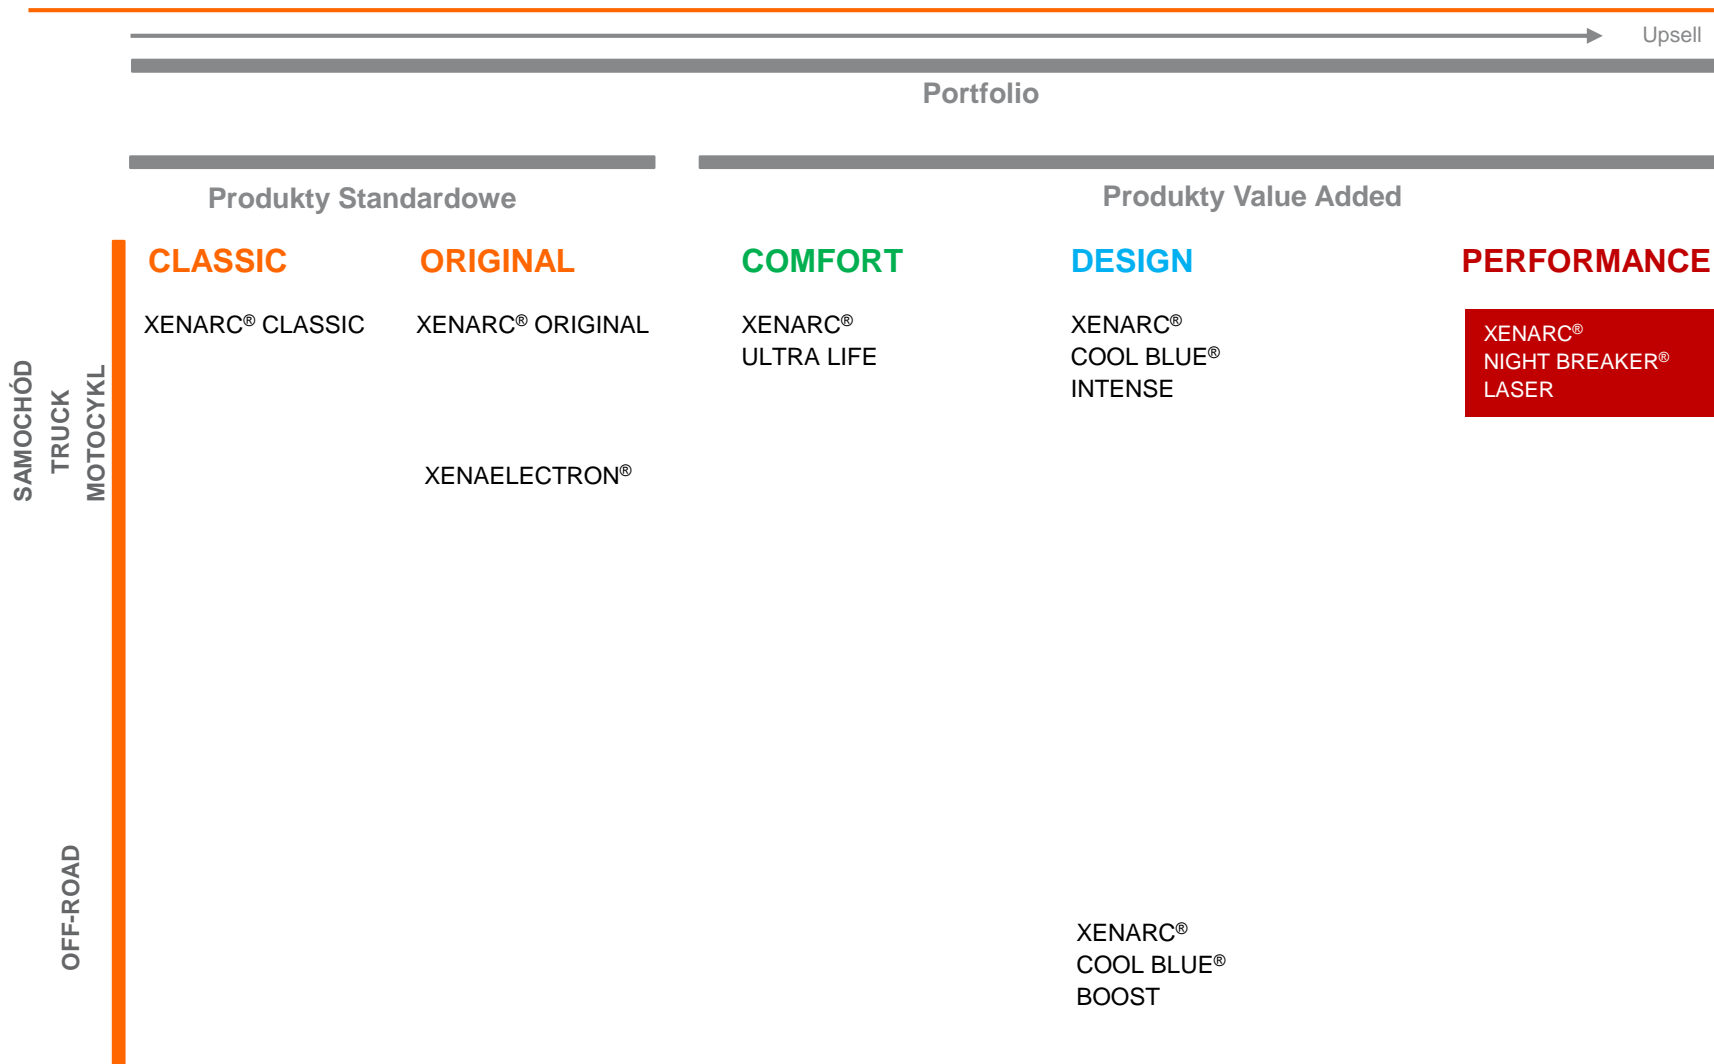 Upsell
Portfolio
Produkty Standardowe
Produkty Value Added
CLASSIC
ORIGINAL
COMFORT
DESIGN
PERFORMANCE
SAMOCHÓD
TRUCK
MOTOCYKL
XENARC® CLASSIC
XENARC® ORIGINAL
XENARC®
ULTRA LIFE
XENARC®
COOL BLUE®
INTENSE
XENARC®
NIGHT BREAKER®
LASER
XENAELECTRON®
OFF-ROAD
XENARC®
COOL BLUE®
BOOST